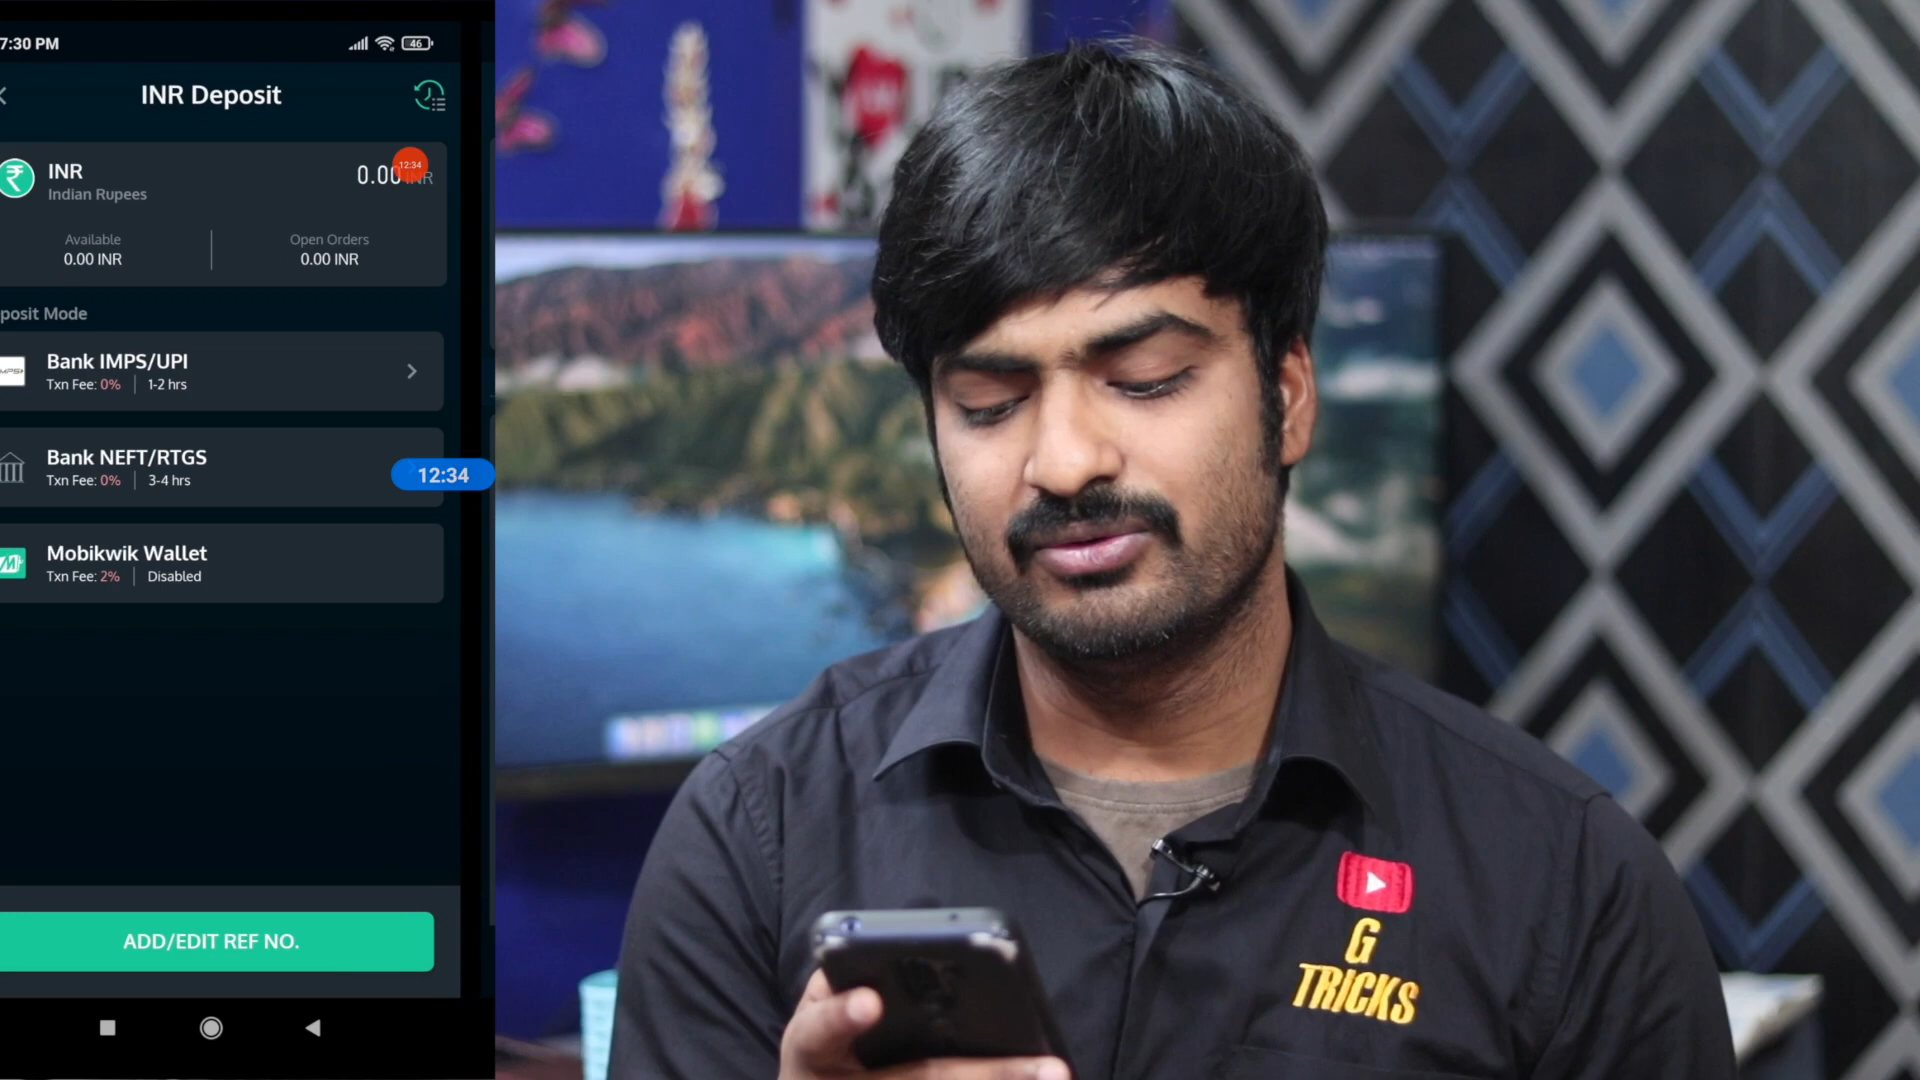 7:30 PM
46
INR Deposit
INR
Indian Rupees
0.00 INR
12:34
Available
0.00 INR
Open Orders
0.00 INR
posit Mode
Bank IMPS/UPI
Txn Fee: 0%
1-2 hrs
Bank NEFT/RTGS
Txn Fee: 0%
3-4 hrs
12:34
Mobikwik Wallet
Txn Fee: 2%
Disabled
ADD/EDIT REF NO.
G
TRICKS